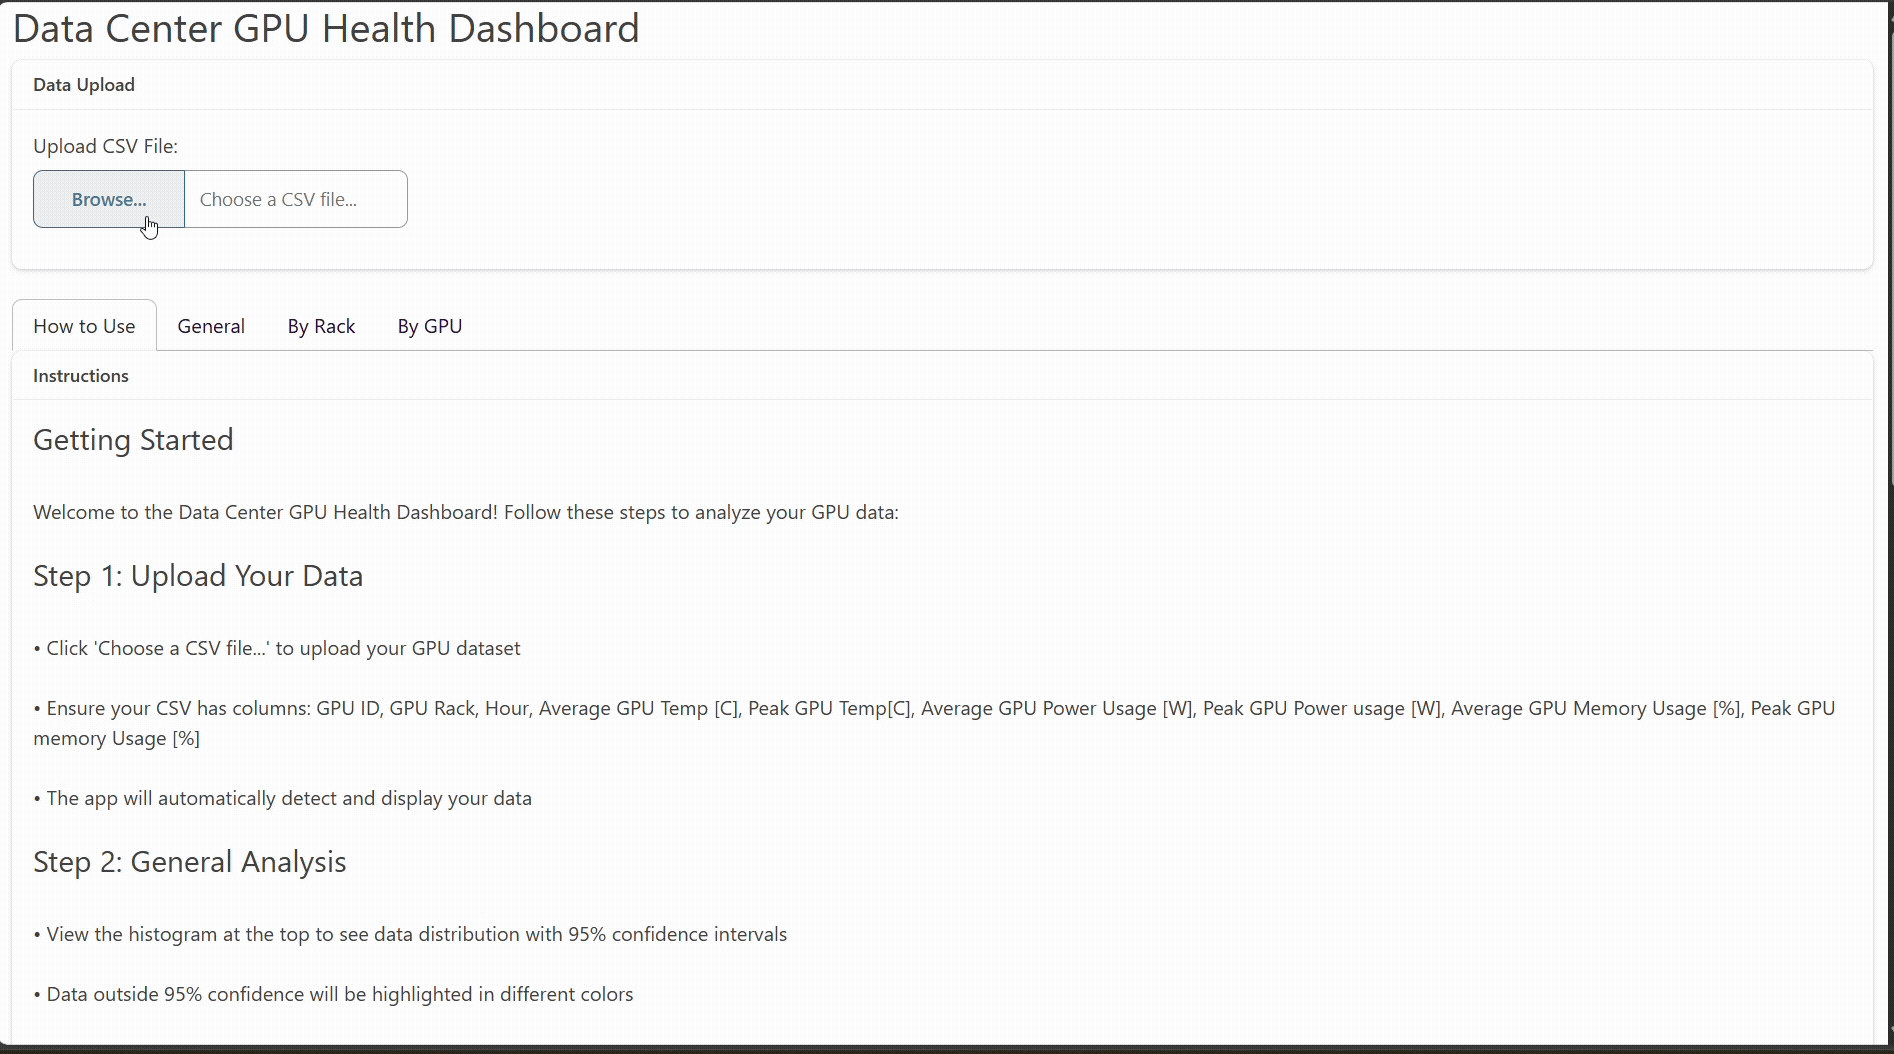 Data Center GPU Health Dashboard
Data Upload
Upload CSV File:
Browse... Choose a CSV file...
How to Use General By Rack By GPU
Instructions
Getting Started
Welcome to the Data Center GPU Health Dashboard! Follow these steps to analyze your GPU data:
Step 1: Upload Your Data
• Click 'Choose a CSV file...' to upload your GPU dataset
• Ensure your CSV has columns: GPU ID, GPU Rack, Hour, Average GPU Temp [C], Peak GPU Temp[C], Average GPU Power Usage [W], Peak GPU Power usage [W], Average GPU Memory Usage [%], Peak GPU
memory Usage [%]
• The app will automatically detect and display your data
Step 2: General Analysis
• View the histogram at the top to see data distribution with 95% confidence intervals
• Data outside 95% confidence will be highlighted in different colors